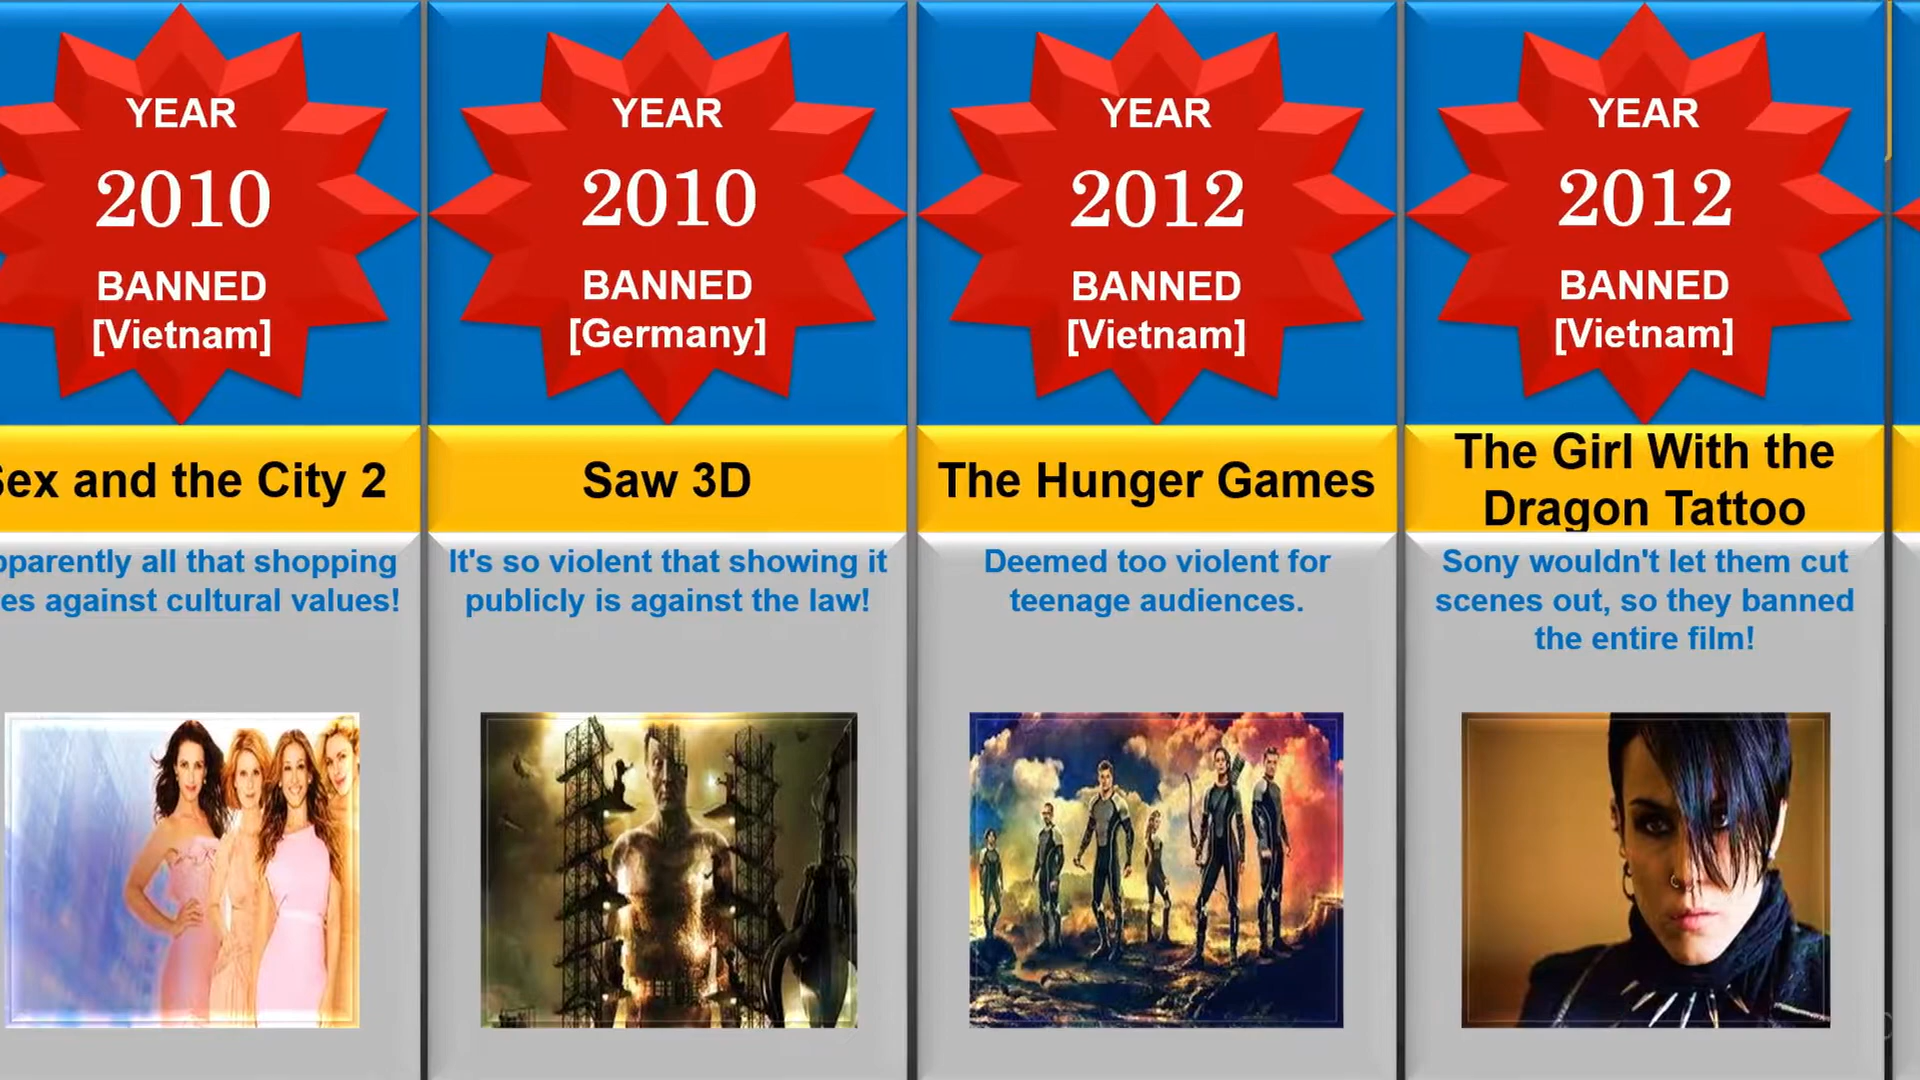 YEAR
2010
BANNED
[Vietnam]
Sex and the City 2
pparently all that shopping
es against cultural values!
YEAR
2010
BANNED
[Germany]
Saw 3D
It's so violent that showing it
publicly is against the law!
YEAR
2012
BANNED
[Vietnam]
The Hunger Games
Deemed too violent for
teenage audiences.
YEAR
2012
BANNED
[Vietnam]
The Girl With the
Dragon Tattoo
Sony wouldn't let them cut
scenes out, so they banned
the entire film!